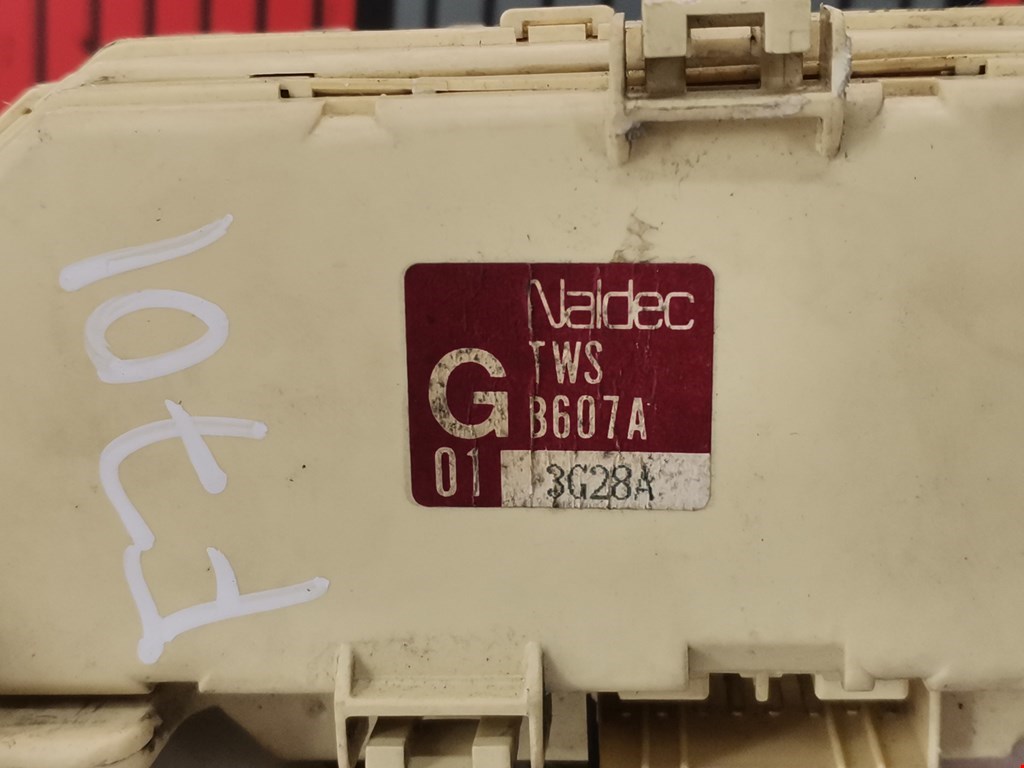 Naldec
TWS
B607A
G
01
3G28A